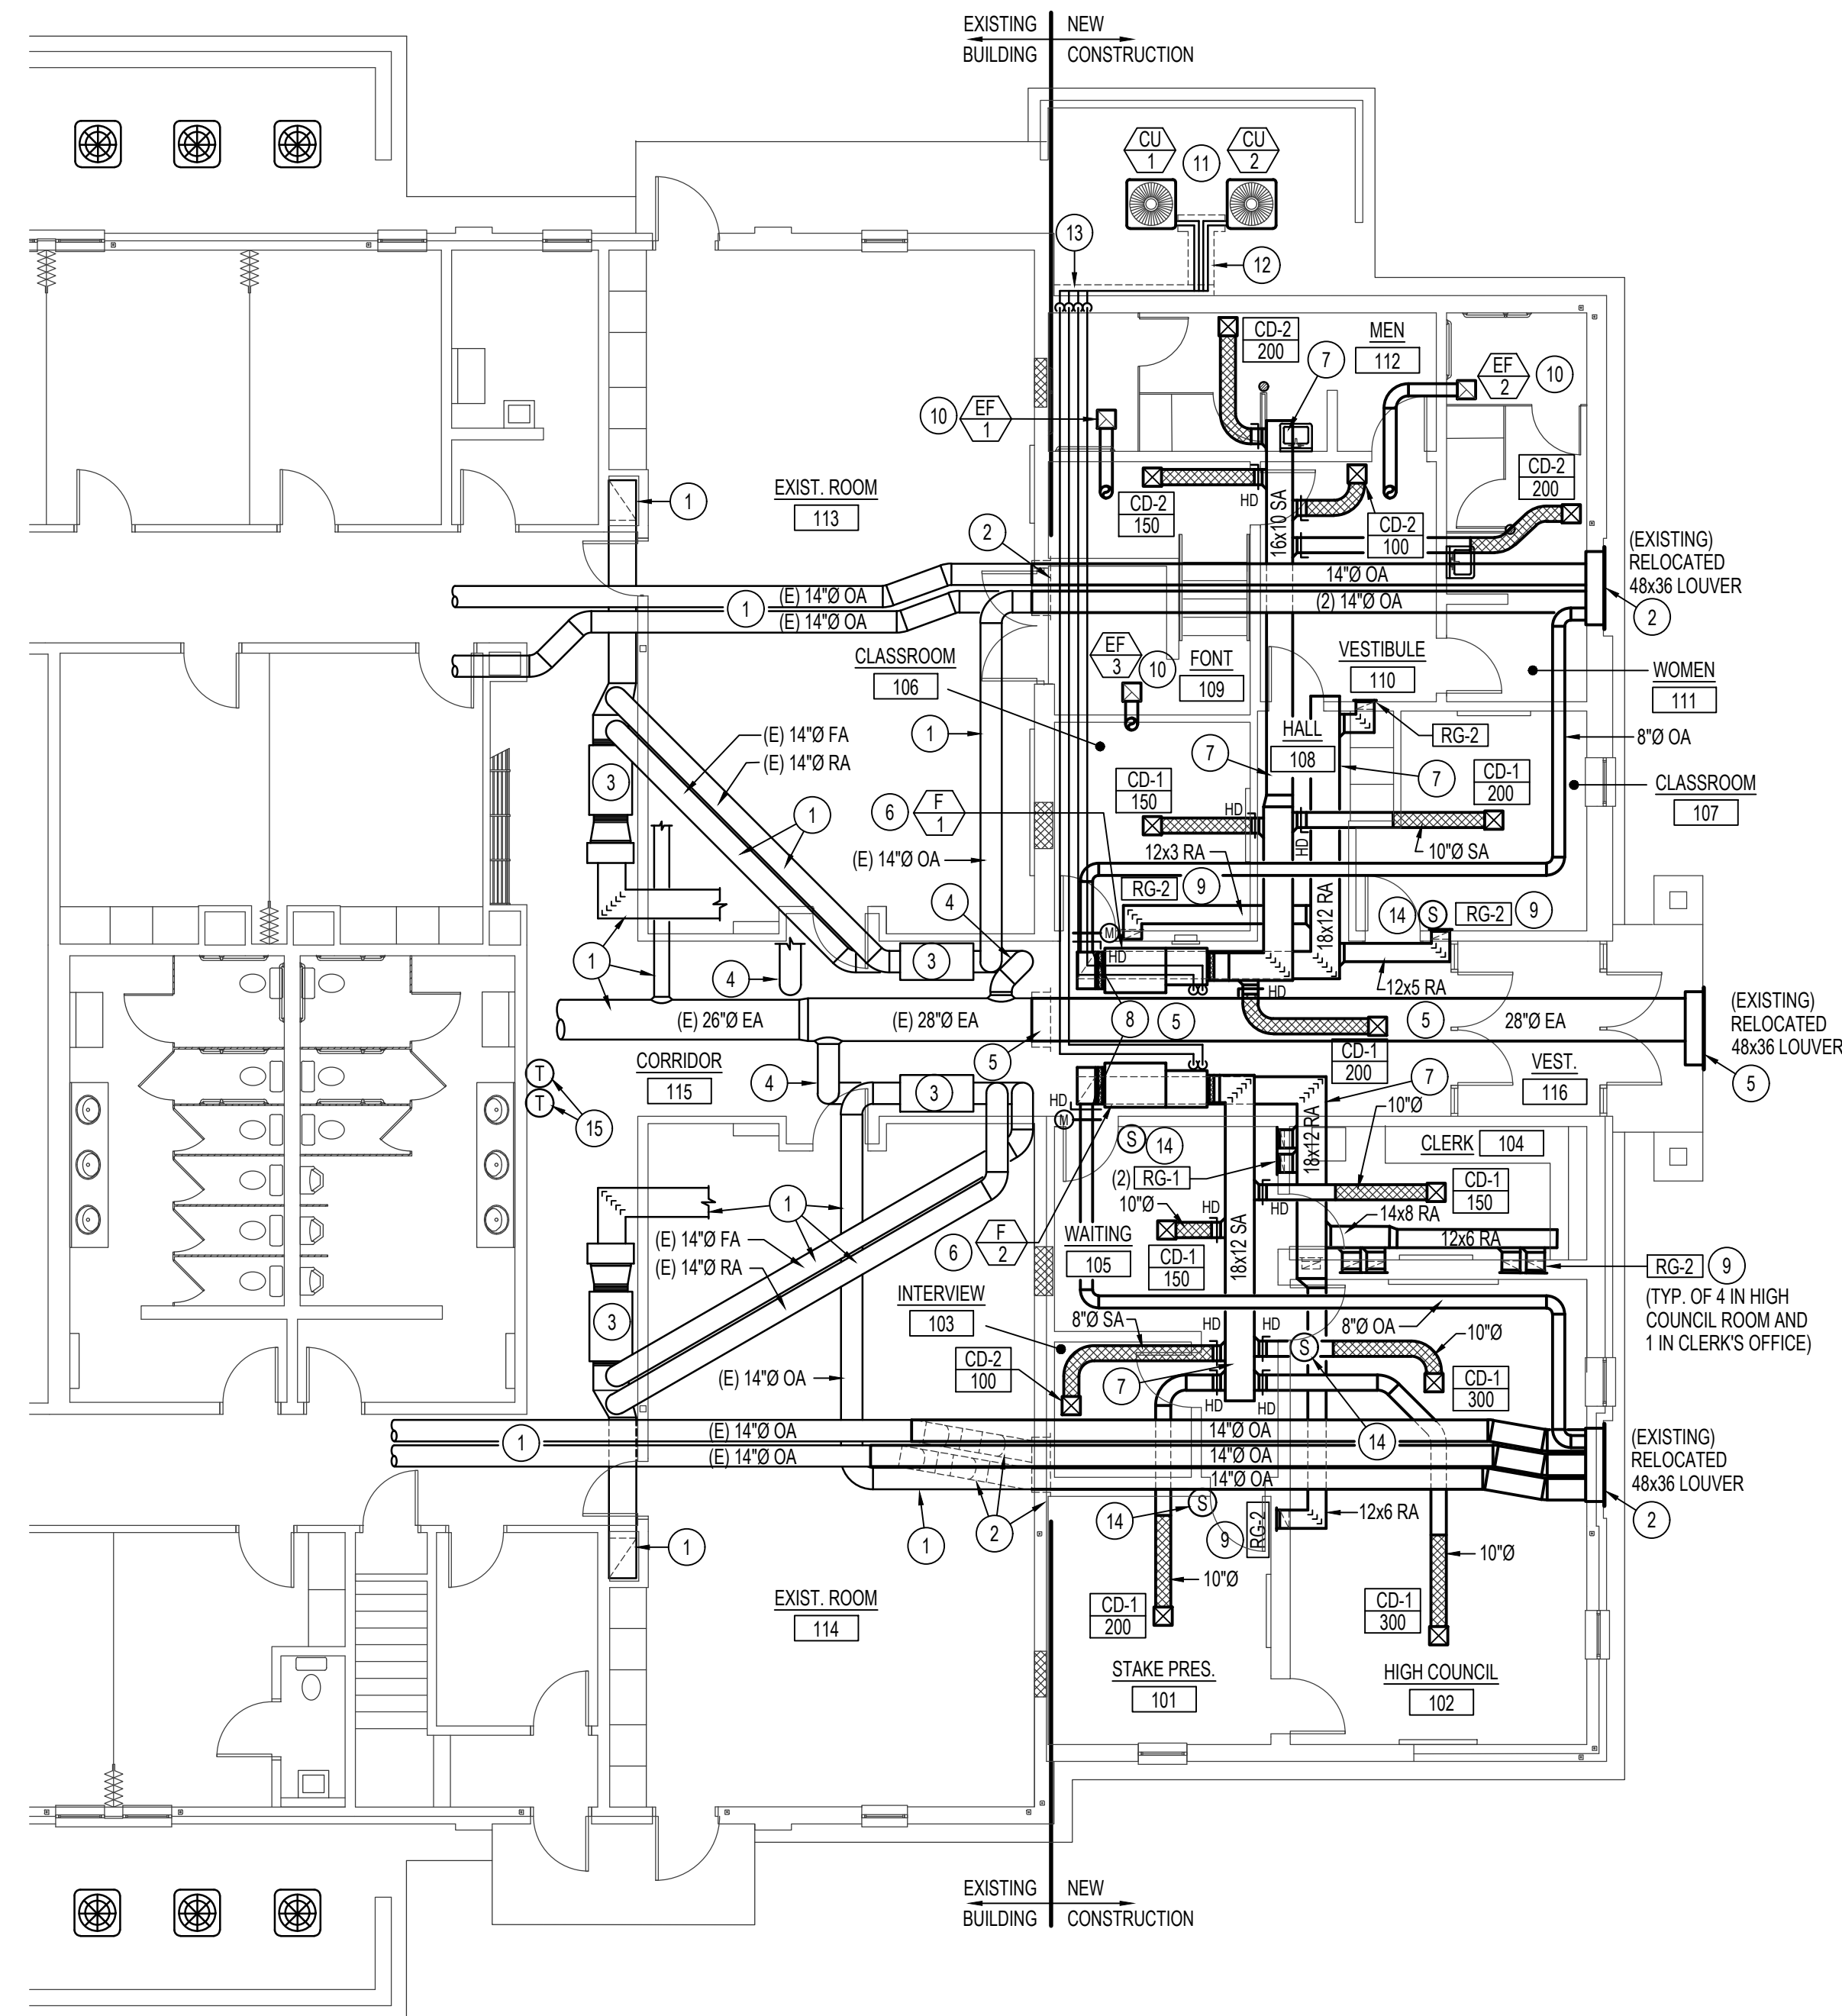 EXISTING NEW
BUILDING CONSTRUCTION
CU
1
11
CU
2
13
12
CD-2
200
7
MEN
112
EF
2
10
10
EF
1
CD-2
200
EXIST. ROOM
113
1
CD-2
150
HD
16x10 SA
CD-2
100
2
(EXISTING)
RELOCATED
48x36 LOUVER
2
(E) 14"Ø OA
1
(E) 14"Ø OA
14"Ø OA
(2) 14"Ø OA
CLASSROOM
106
EF
3
10
FONT
109
VESTIBULE
110
WOMEN
111
(E) 14"Ø FA
(E) 14"Ø RA
1
HALL
108
RG-2
8"Ø OA
3
7
7
CD-1
150
CD-1
200
CLASSROOM
107
1
6
F
1
HD
HD
(E) 14"Ø OA
12x3 RA
10"Ø SA
RG-2
9
4
18x12 RA
14
S
RG-2
9
M
HD
1
4
3
12x5 RA
HD
(E) 26"Ø EA
(E) 28"Ø EA
8
5
5
28"Ø EA
(EXISTING)
RELOCATED
48x36 LOUVER
5
CORRIDOR
115
4
5
CD-1
200
VEST.
116
T
T
15
3
HD
M
7
10"Ø
S
14
18x12 RA
CLERK
104
(2) RG-1
CD-1
150
1
10"Ø
HD
HD
14x8 RA
(E) 14"Ø FA
(E) 14"Ø RA
6
F
2
WAITING
105
CD-1
150
18x12 SA
12x6 RA
RG-2
9
(TYP. OF 4 IN HIGH
COUNCIL ROOM AND
1 IN CLERK'S OFFICE)
3
INTERVIEW
103
8"Ø SA
HD
HD
8"Ø OA
S
10"Ø
CD-2
100
(E) 14"Ø OA
7
CD-1
300
HD
HD
1
(E) 14"Ø OA
(E) 14"Ø OA
14"Ø OA
14"Ø OA
14"Ø OA
14
(EXISTING)
RELOCATED
48x36 LOUVER
2
1
1
2
14
S
9
RG-2
12x6 RA
10"Ø
10"Ø
EXIST. ROOM
114
CD-1
200
CD-1
300
STAKE PRES.
101
HIGH COUNCIL
102
EXISTING NEW
BUILDING CONSTRUCTION